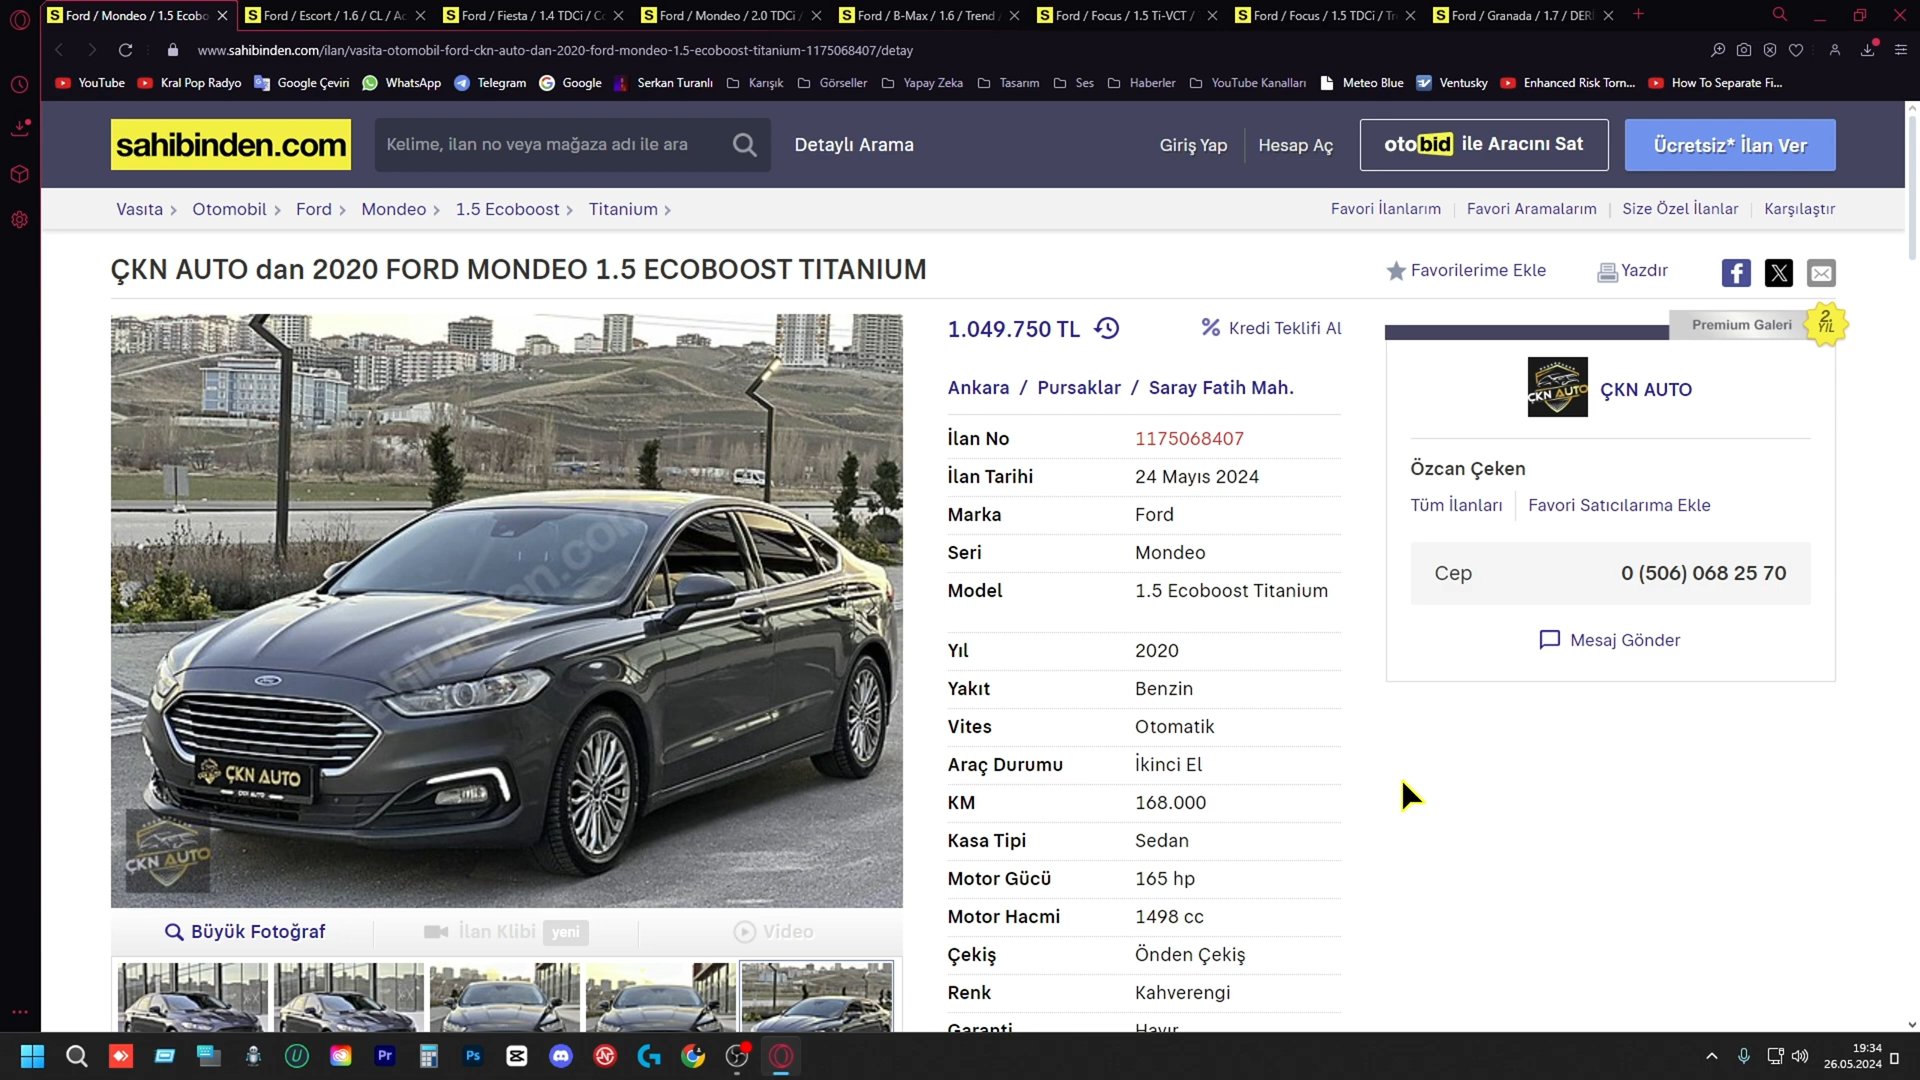 Ford / Mondeo / 1.5 Ecobo
Ford / Escort / 1.6 / CL / Ac
Ford / Fiesta / 1.4 TDCi / Co
Ford / Mondeo / 2.0 TDCi /
Ford / B-Max / 1.6 / Trend /
Ford / Focus / 1.5 Ti-VCT /
Ford / Focus / 1.5 TDCi / Tr
Ford / Granada / 1.7 / DERİ
www.sahibinden.com/ilan/vasita-otomobil-ford-ckn-auto-dan-2020-ford-mondeo-1.5-ecoboost-titanium-1175068407/detay
YouTube
Kral Pop Radyo
Google Çeviri
WhatsApp
Telegram
Google
Serkan Turanlı
Karışık
Görseller
Yapay Zeka
Tasarım
Ses
Haberler
YouTube Kanalları
Meteo Blue
Ventusky
Enhanced Risk Torn...
How To Separate Fi...
sahibinden.com
Kelime, ilan no veya mağaza adı ile ara
Detaylı Arama
Giriş Yap
Hesap Aç
otobid ile Aracını Sat
Ücretsiz* İlan Ver
Vasıta
Otomobil
Ford
Mondeo
1.5 Ecoboost
Titanium
Favori İlanlarım
Favori Aramalarım
Size Özel İlanlar
Karşılaştır
ÇKN AUTO dan 2020 FORD MONDEO 1.5 ECOBOOST TITANIUM
Favorilerime Ekle
Yazdır
1.049.750 TL
Kredi Teklifi Al
Premium Galeri
2. YIL
Ankara / Pursaklar / Saray Fatih Mah.
ÇKN AUTO
ÇKN AUTO
İlan No 1175068407
İlan Tarihi 24 Mayıs 2024
Marka Ford
Seri Mondeo
Model 1.5 Ecoboost Titanium
Yıl 2020
Yakıt Benzin
Vites Otomatik
Araç Durumu İkinci El
KM 168.000
Kasa Tipi Sedan
Motor Gücü 165 hp
Motor Hacmi 1498 cc
Çekiş Önden Çekiş
Renk Kahverengi
Garanti Hayır
Özcan Çeken
Tüm İlanları
Favori Satıcılarıma Ekle
Cep 0 (506) 068 25 70
Mesaj Gönder
ÇKN AUTO
ÇKN AUTO
Büyük Fotoğraf
İlan Klibi yeni
Video
Pr
Ps
19:34
26.05.2024